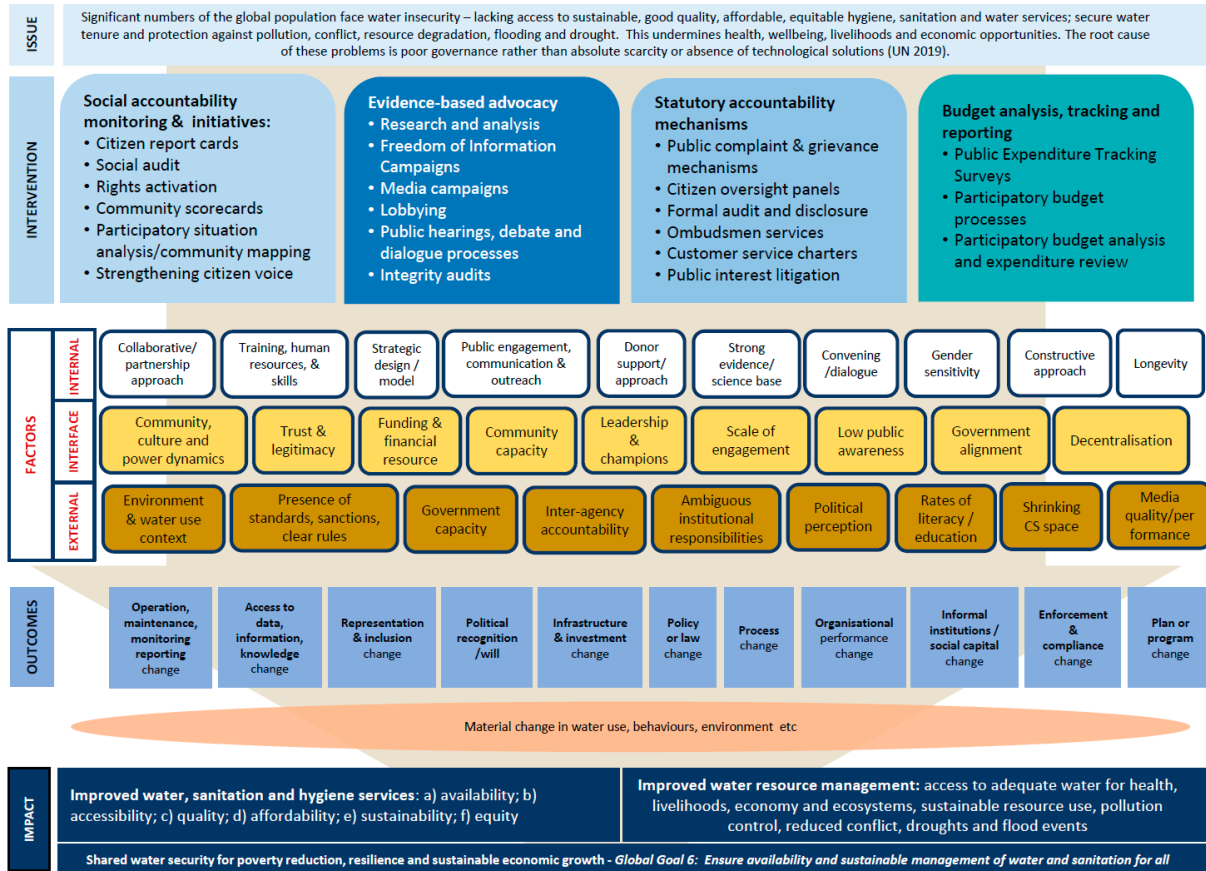 ISSUE
Significant numbers of the global population face water insecurity – lacking access to sustainable, good quality, affordable, equitable hygiene, sanitation and water services; secure water
tenure and protection against pollution, conflict, resource degradation, flooding and drought. This undermines health, wellbeing, livelihoods and economic opportunities. The root cause
of these problems is poor governance rather than absolute scarcity or absence of technological solutions (UN 2019).
INTERVENTION
Social accountability
monitoring & initiatives:
• Citizen report cards
• Social audit
• Rights activation
• Community scorecards
• Participatory situation
analysis/community mapping
• Strengthening citizen voice
Evidence-based advocacy
• Research and analysis
• Freedom of Information
Campaigns
• Media campaigns
• Lobbying
• Public hearings, debate and
dialogue processes
• Integrity audits
Statutory accountability
mechanisms
• Public complaint & grievance
mechanisms
• Citizen oversight panels
• Formal audit and disclosure
• Ombudsmen services
• Customer service charters
• Public interest litigation
Budget analysis, tracking and
reporting
• Public Expenditure Tracking
Surveys
• Participatory budget
processes
• Participatory budget analysis
and expenditure review
FACTORS
INTERNAL
Collaborative/
partnership
approach
Training, human
resources, &
skills
Strategic
design /
model
Public engagement,
communication &
outreach
Donor
support/
approach
Strong
evidence/
science base
Convening
/dialogue
Gender
sensitivity
Constructive
approach
Longevity
INTERFACE
Community,
culture and
power dynamics
Trust &
legitimacy
Funding &
financial
resource
Community
capacity
Leadership
&
champions
Scale of
engagement
Low public
awareness
Government
alignment
Decentralisation
EXTERNAL
Environment
& water use
context
Presence of
standards, sanctions,
clear rules
Government
capacity
Inter-agency
accountability
Ambiguous
institutional
responsibilities
Political
perception
Rates of
literacy /
education
Shrinking
CS space
Media
quality/per
formance
OUTCOMES
Operation,
maintenance,
monitoring
reporting
change
Access to
data,
information,
knowledge
change
Representation
& inclusion
change
Political
recognition
/will
Infrastructure
& investment
change
Policy
or law
change
Process
change
Organisational
performance
change
Informal
institutions /
social capital
change
Enforcement
&
compliance
change
Plan or
program
change
Material change in water use, behaviours, environment etc
IMPACT
Improved water, sanitation and hygiene services: a) availability; b)
accessibility; c) quality; d) affordability; e) sustainability; f) equity
Improved water resource management: access to adequate water for health,
livelihoods, economy and ecosystems, sustainable resource use, pollution
control, reduced conflict, droughts and flood events
Shared water security for poverty reduction, resilience and sustainable economic growth - Global Goal 6: Ensure availability and sustainable management of water and sanitation for all